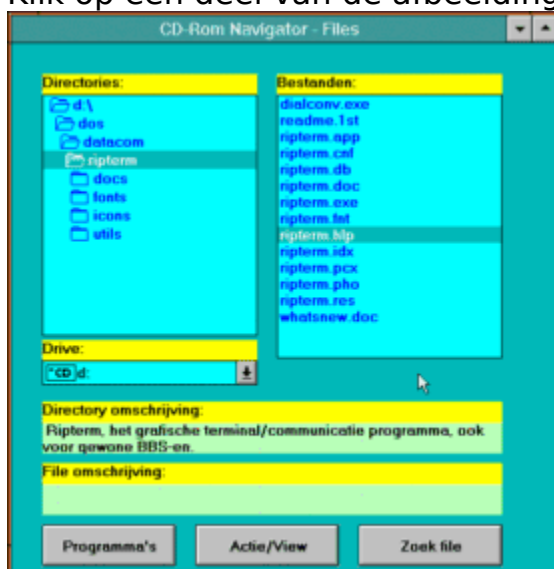 Klik op een deel van de afbeelding
CD-Rom Navigator - Files
Directories:
d:\
dos
datacom
ripterm
docs
fonts
icons
utils
Drive:
CD d:
Bestanden:
dialconv.exe
readme.1st
ripterm.app
ripterm.cnf
ripterm.db
ripterm.doc
ripterm.exe
ripterm.fnt
ripterm.hlp
ripterm.idx
ripterm.pcx
ripterm.pho
ripterm.res
whatsnew.doc
Directory omschrijving:
Ripterm, het grafische terminal/communicatie programma, ook
voor gewone BBS-en.
File omschrijving:
Programma's
Actie/View
Zoek file